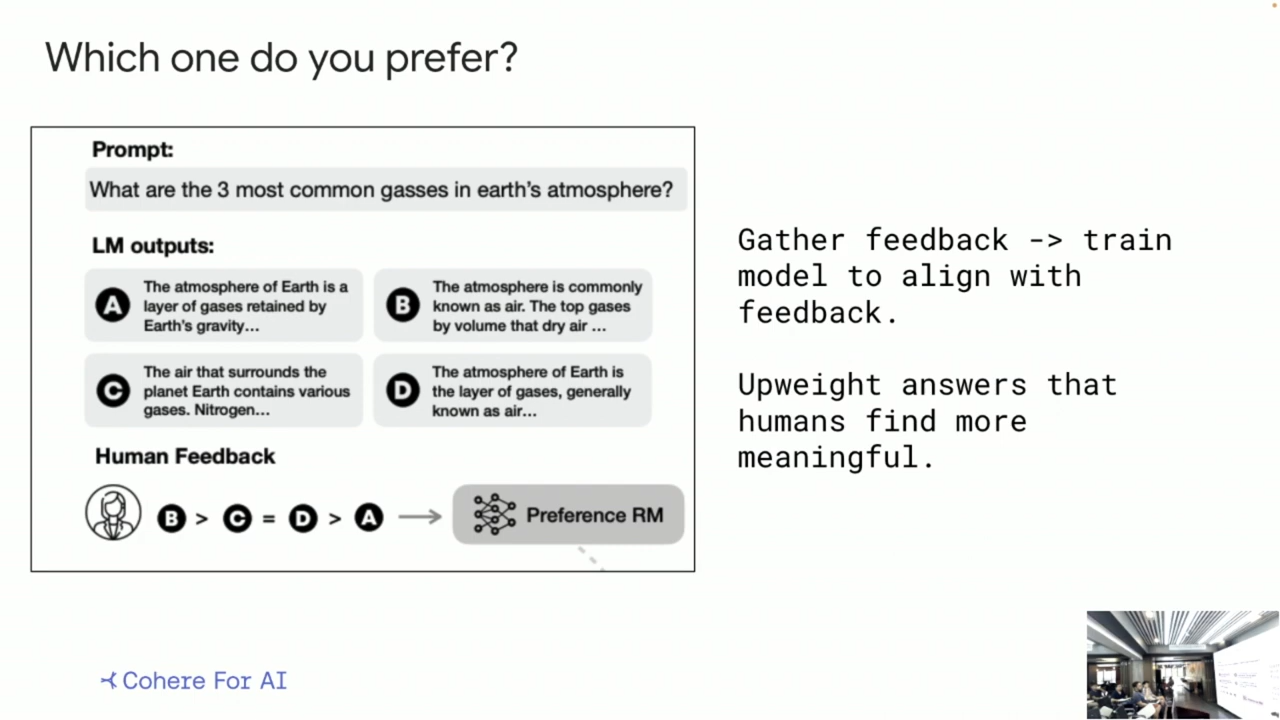 Which one do you prefer?
Prompt:
What are the 3 most common gasses in earth's atmosphere?
LM outputs:
A
The atmosphere of Earth is a
layer of gases retained by
Earth's gravity...
B
The atmosphere is commonly
known as air. The top gases
by volume that dry air ...
C
The air that surrounds the
planet Earth contains various
gases. Nitrogen...
D
The atmosphere of Earth is
the layer of gases, generally
known as air...
Human Feedback
B > C = D > A
Preference RM
Gather feedback -> train
model to align with
feedback.
Upweight answers that
humans find more
meaningful.
Cohere For AI